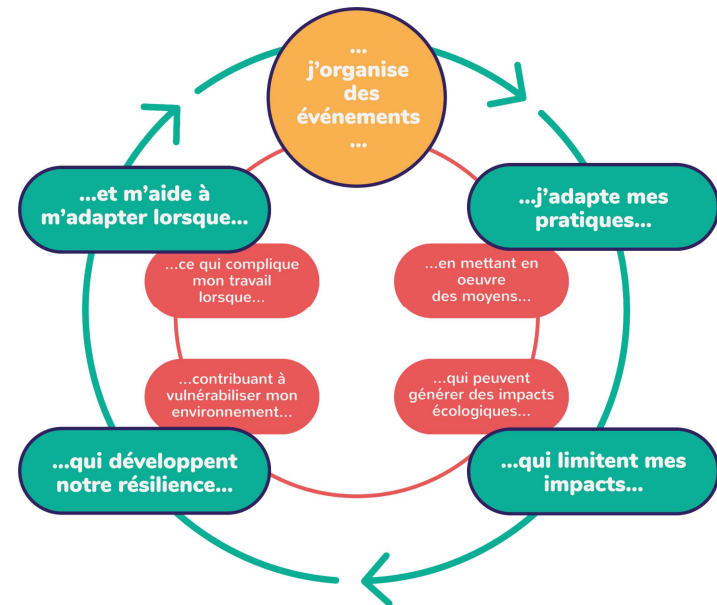 ...
j’organise
des
événements
...
...et m’aide à
m’adapter lorsque...
...j’adapte mes
pratiques...
...ce qui complique
mon travail
lorsque...
...en mettant en
oeuvre
des moyens...
...contribuant à
vulnérabiliser mon
environnement...
...qui peuvent
générer des impacts
écologiques...
...qui développent
notre résilience...
...qui limitent mes
impacts...